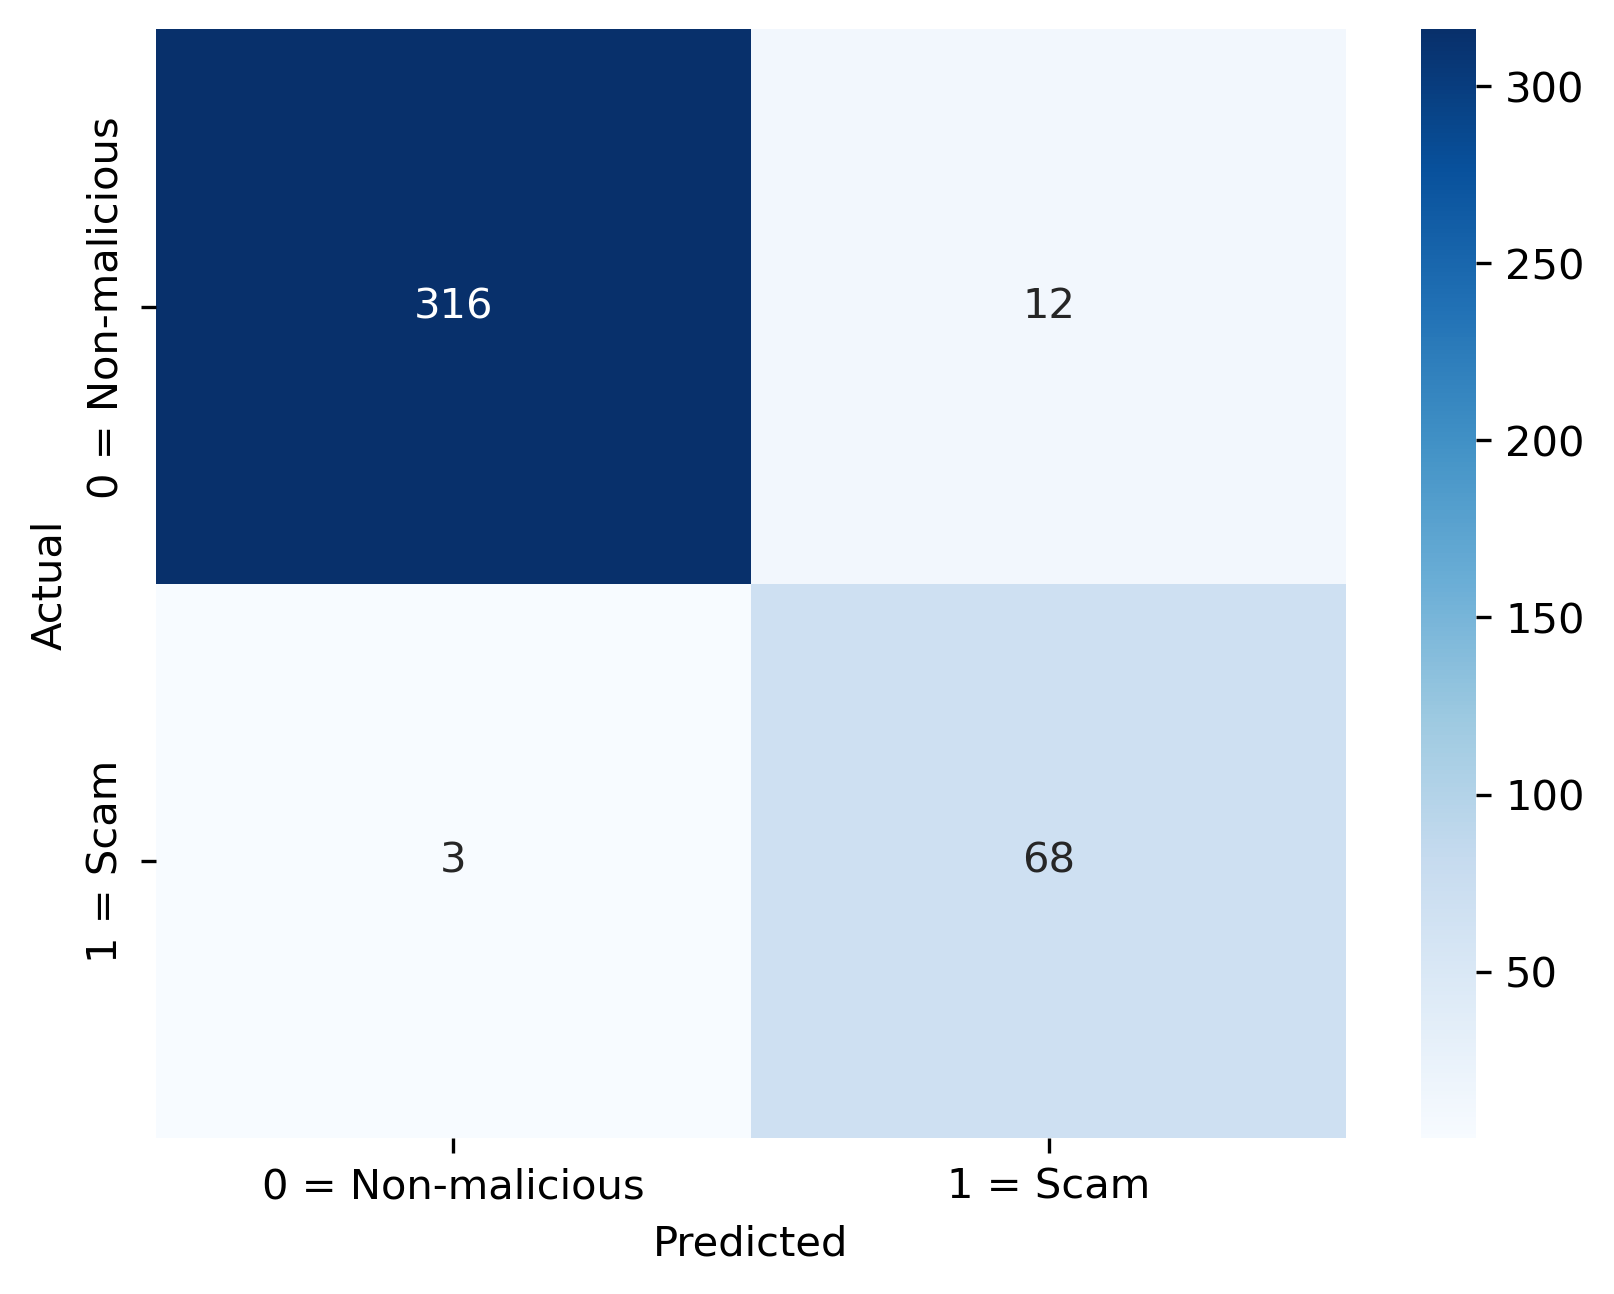 Actual
0 = Non-malicious
1 = Scam
316
12
3
68
0 = Non-malicious
1 = Scam
Predicted
300
250
200
150
100
50